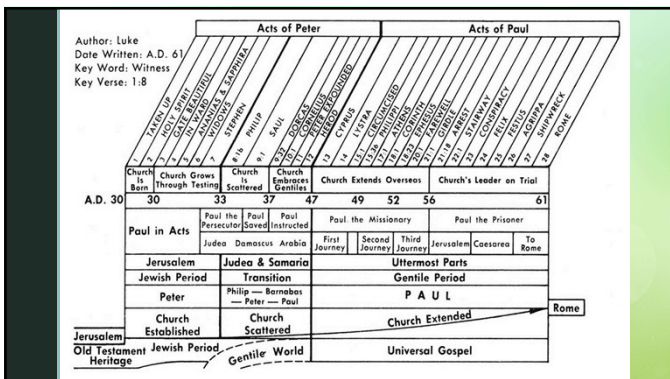 Acts of Peter
Acts of Paul
Author: Luke
Date Written: A.D. 61
Key Word: Witness
Key Verse: 1:8
TAKEN UP
HOLY SPIRIT
GATE BEAUTIFUL
IN WARD
ANANIAS & SAPPHIRA
WIDOWS
STEPHEN
PHILIP
SAUL
DORCAS
CORNELIUS
PETER EXPOUNDED
HEROD
CYPRUS
LYSTRA
CIRCUMCISED
PHILIPPI
ATHENS
CORINTH
EPHESUS
FAREWELL
GIRDLE
ARREST
STAIRWAY
CONSPIRACY
FELIX
FESTUS
AGRIPPA
SHIPWRECK
ROME
1 2 3 4 5 6 8:1b 9:1 9:32 10:1 11 12 13 14 15:1 15:36 17:1 18:1 18:23 20:1 21:1 21:18 22:1 23 24 25 26 27 28
Church Is Born
Church Grows Through Testing
Church Is Scattered
Church Embraces Gentiles
Church Extends Overseas
Church's Leader on Trial
A.D. 30 30 33 37 47 49 52 56 61
Paul in Acts
Paul the Persecutor
Paul Saved
Paul Instructed
Paul the Missionary
Paul the Prisoner
Judea Damascus Arabia
First Journey
Second Journey
Third Journey
Jerusalem
Caesarea
To Rome
Jerusalem
Judea & Samaria
Uttermost Parts
Jewish Period
Transition
Gentile Period
Peter
Philip — Barnabas
— Peter — Paul
PAUL
Church Established
Church Scattered
Church Extended
Rome
Jerusalem
Old Testament Heritage
Jewish Period
Gentile World
Universal Gospel